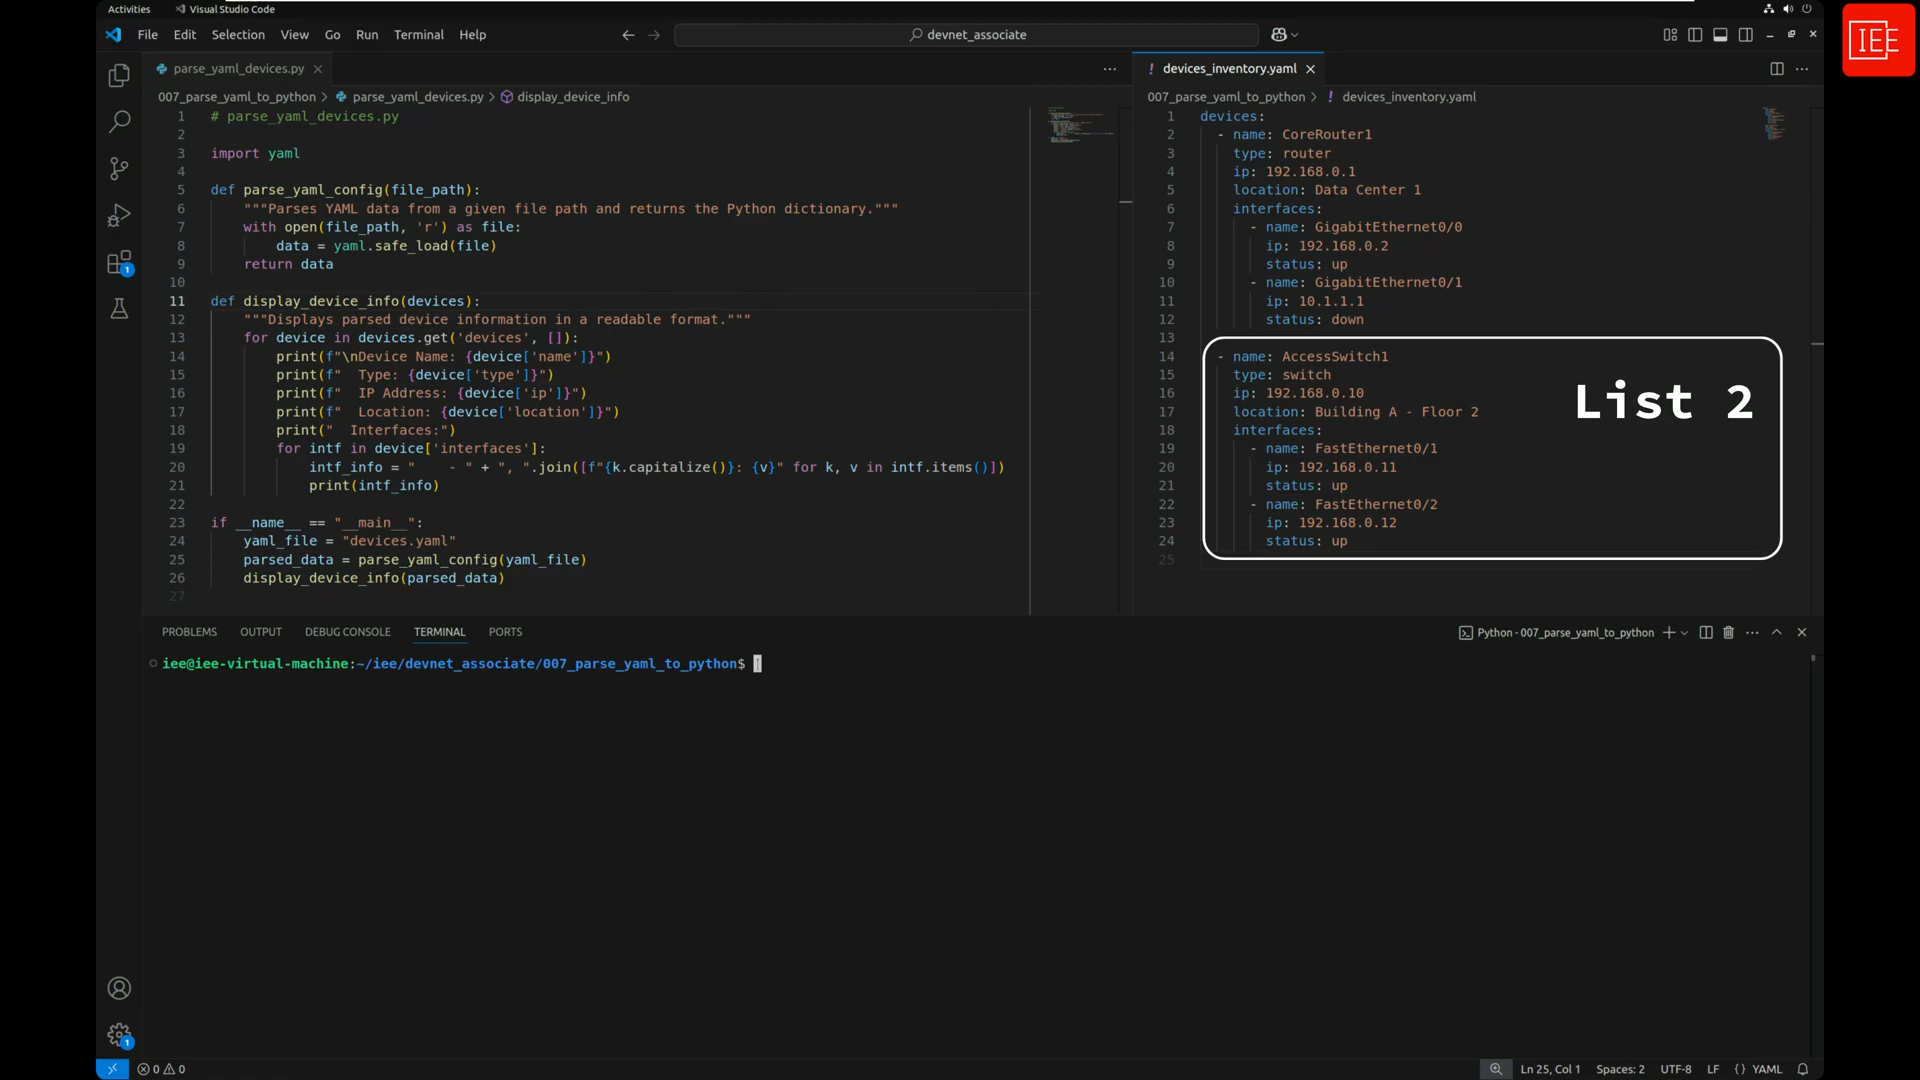 Activities Visual Studio Code
File Edit Selection View Go Run Terminal Help
devnet_associate
IEE
parse_yaml_devices.py
007_parse_yaml_to_python > parse_yaml_devices.py > display_device_info
1 # parse_yaml_devices.py
2
3 import yaml
4
5 def parse_yaml_config(file_path):
6 """Parses YAML data from a given file path and returns the Python dictionary."""
7 with open(file_path, 'r') as file:
8 data = yaml.safe_load(file)
9 return data
10
11 def display_device_info(devices):
12 """Displays parsed device information in a readable format."""
13 for device in devices.get('devices', []):
14 print(f"\nDevice Name: {device['name']}")
15 print(f"  Type: {device['type']}")
16 print(f"  IP Address: {device['ip']}")
17 print(f"  Location: {device['location']}")
18 print("  Interfaces:")
19 for intf in device['interfaces']:
20 intf_info = "    - " + ", ".join([f"{k.capitalize()}: {v}" for k, v in intf.items()])
21 print(intf_info)
22
23 if __name__ == "__main__":
24 yaml_file = "devices.yaml"
25 parsed_data = parse_yaml_config(yaml_file)
26 display_device_info(parsed_data)
27
devices_inventory.yaml
007_parse_yaml_to_python > devices_inventory.yaml
1 devices:
2 - name: CoreRouter1
3 type: router
4 ip: 192.168.0.1
5 location: Data Center 1
6 interfaces:
7 - name: GigabitEthernet0/0
8 ip: 192.168.0.2
9 status: up
10 - name: GigabitEthernet0/1
11 ip: 10.1.1.1
12 status: down
13
14 - name: AccessSwitch1
15 type: switch
16 ip: 192.168.0.10
17 location: Building A - Floor 2
18 interfaces:
19 - name: FastEthernet0/1
20 ip: 192.168.0.11
21 status: up
22 - name: FastEthernet0/2
23 ip: 192.168.0.12
24 status: up
25
List 2
PROBLEMS OUTPUT DEBUG CONSOLE TERMINAL PORTS
Python - 007_parse_yaml_to_python
iee@iee-virtual-machine:~/iee/devnet_associate/007_parse_yaml_to_python$
1
1
0 0
Ln 25, Col 1 Spaces: 2 UTF-8 LF {} YAML